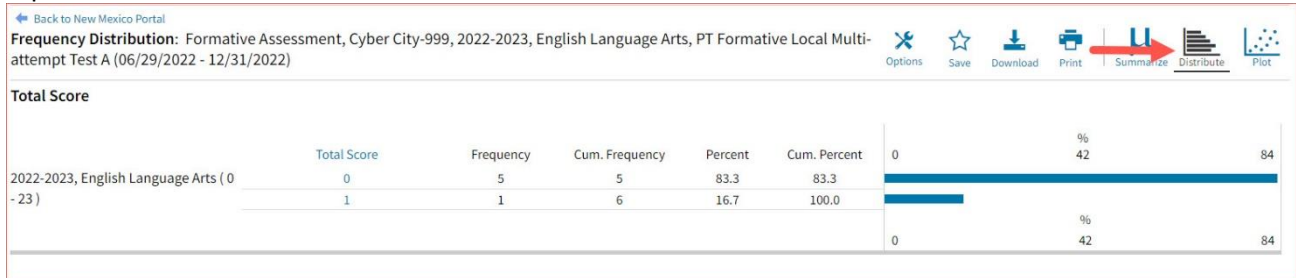 Back to New Mexico Portal
Frequency Distribution: Formative Assessment, Cyber City-999, 2022-2023, English Language Arts, PT Formative Local Multi-
attempt Test A (06/29/2022 - 12/31/2022)
Options Save Download Print Summarize Distribute Plot
Total Score
%
Total Score Frequency Cum. Frequency Percent Cum. Percent 0 42 84
2022-2023, English Language Arts ( 0 0 5 5 83.3 83.3
- 23 ) 1 1 6 16.7 100.0
%
0 42 84